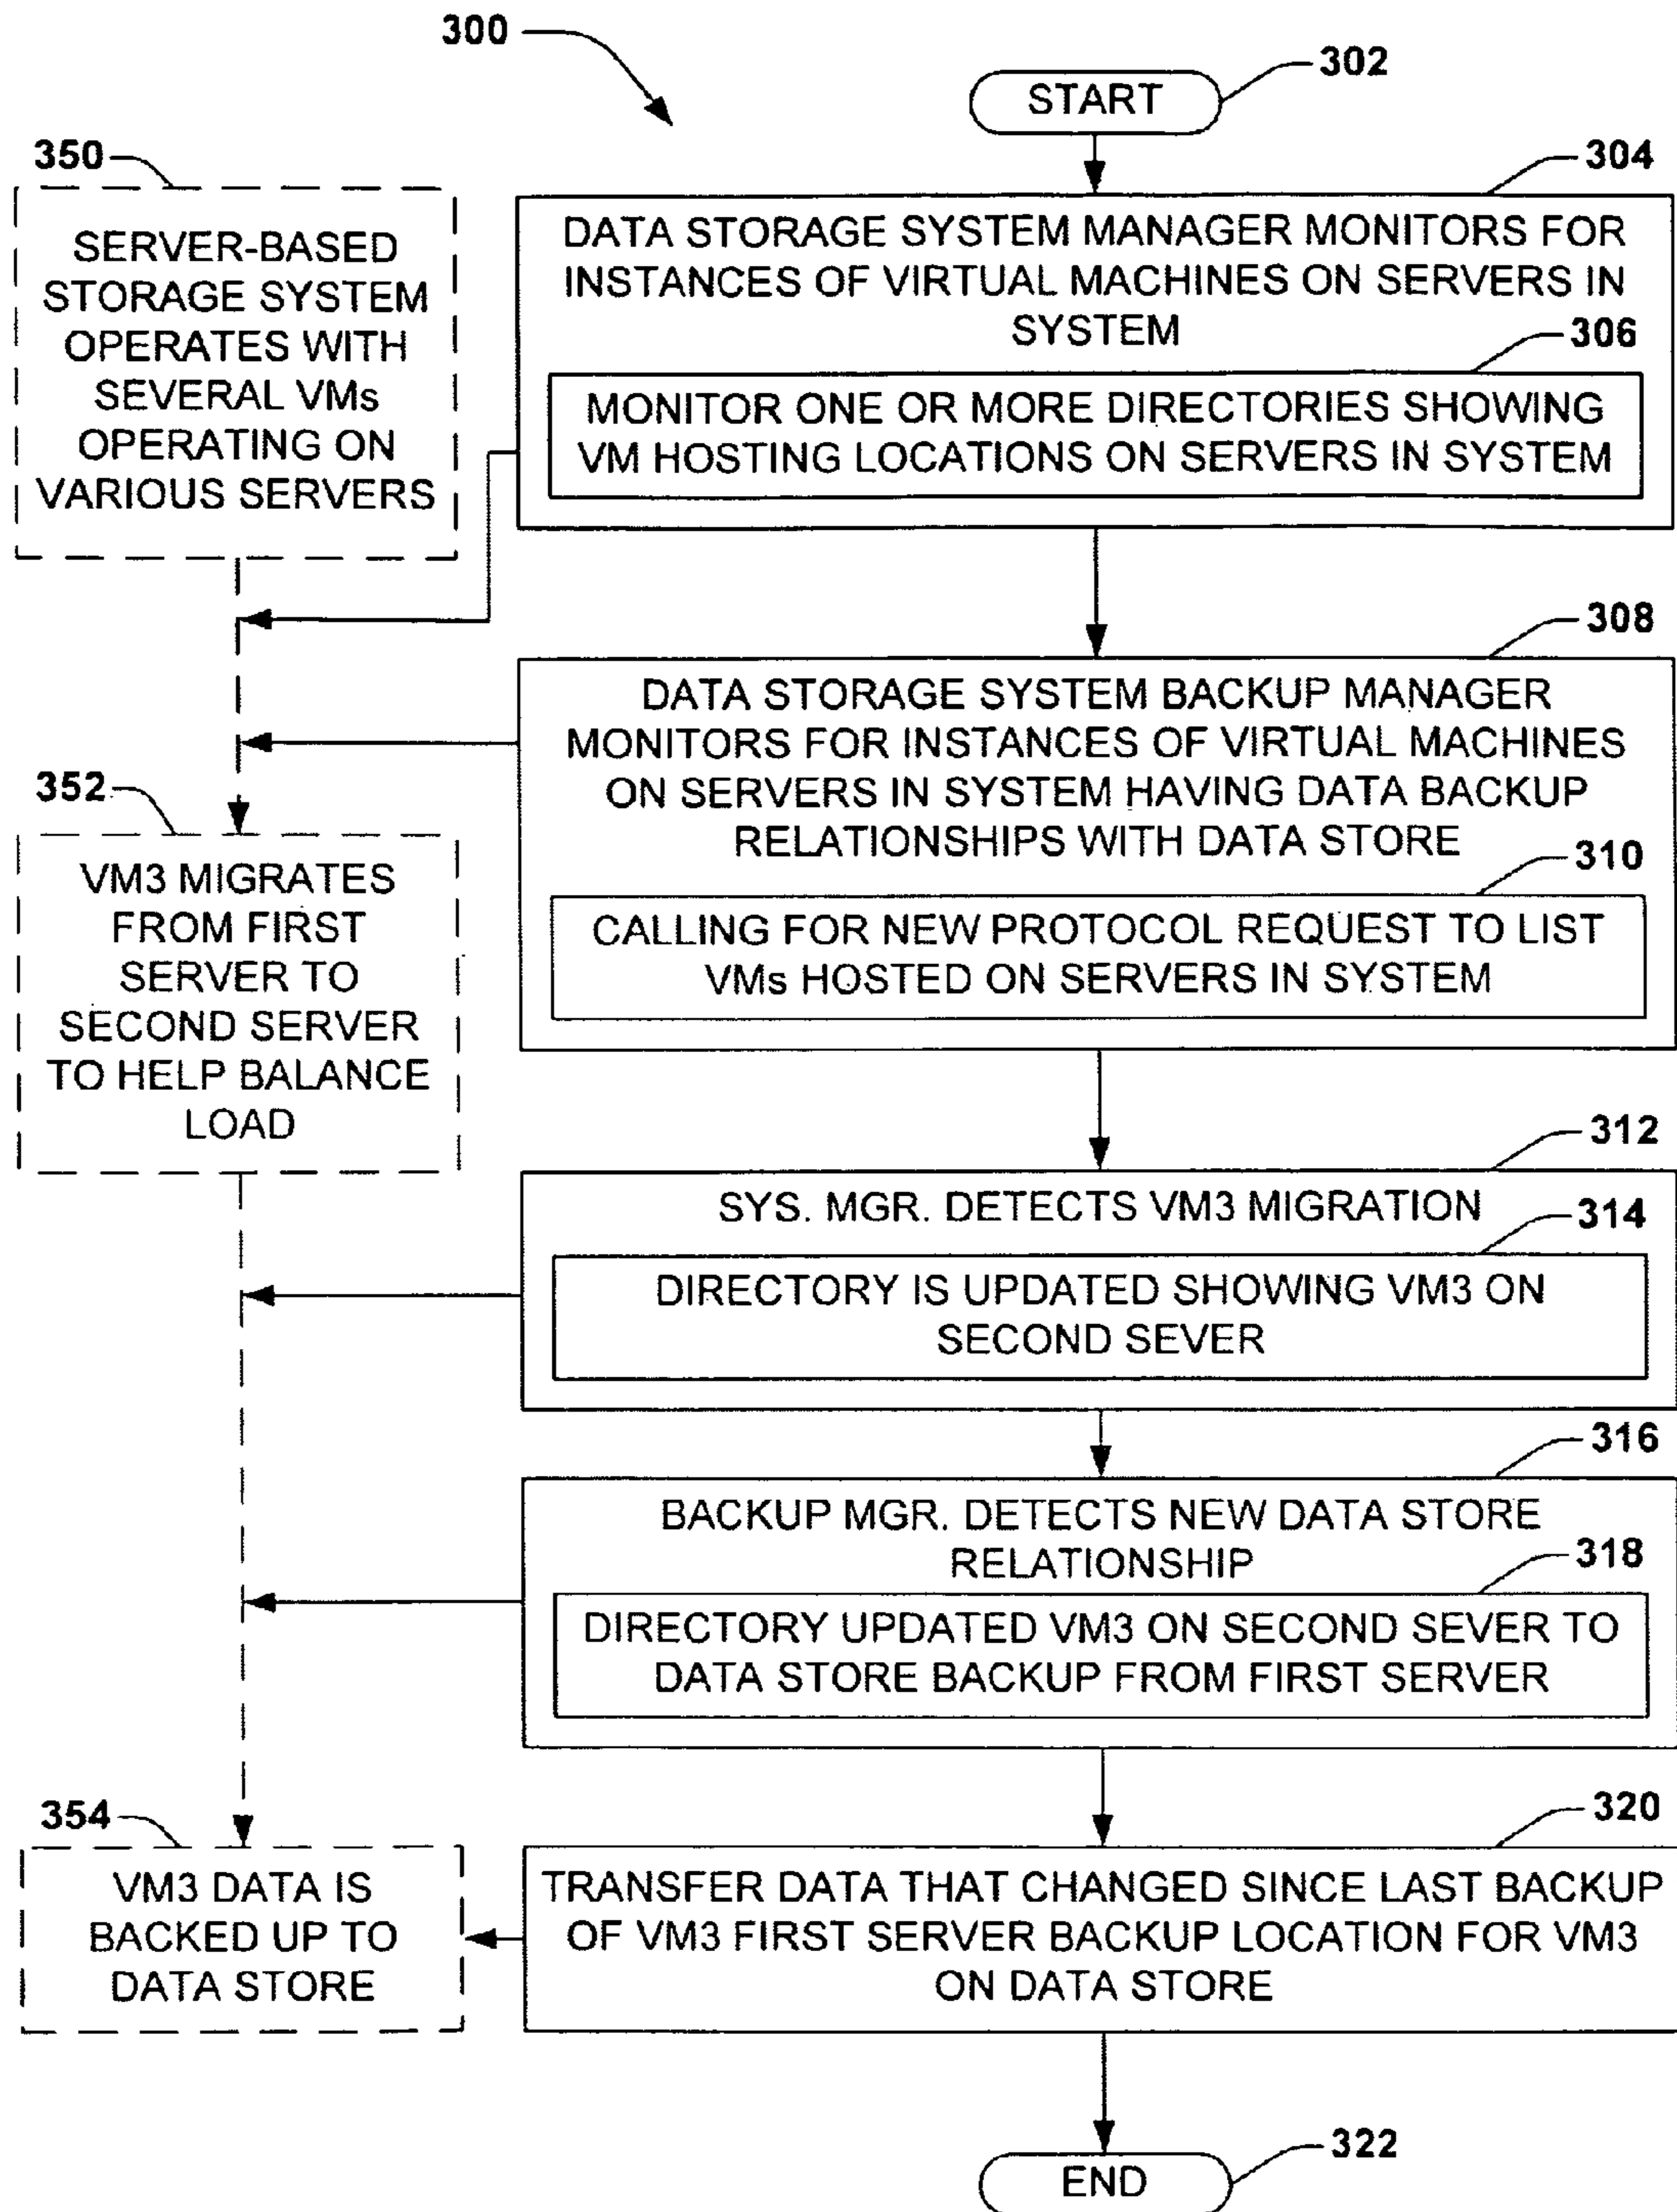 300
302
START
350
304
SERVER-BASED
STORAGE SYSTEM
OPERATES WITH
SEVERAL VMs
OPERATING ON
VARIOUS SERVERS
DATA STORAGE SYSTEM MANAGER MONITORS FOR
INSTANCES OF VIRTUAL MACHINES ON SERVERS IN
SYSTEM
306
MONITOR ONE OR MORE DIRECTORIES SHOWING
VM HOSTING LOCATIONS ON SERVERS IN SYSTEM
308
DATA STORAGE SYSTEM BACKUP MANAGER
MONITORS FOR INSTANCES OF VIRTUAL MACHINES
ON SERVERS IN SYSTEM HAVING DATA BACKUP
RELATIONSHIPS WITH DATA STORE
310
CALLING FOR NEW PROTOCOL REQUEST TO LIST
VMs HOSTED ON SERVERS IN SYSTEM
352
VM3 MIGRATES
FROM FIRST
SERVER TO
SECOND SERVER
TO HELP BALANCE
LOAD
312
SYS. MGR. DETECTS VM3 MIGRATION
314
DIRECTORY IS UPDATED SHOWING VM3 ON
SECOND SEVER
316
BACKUP MGR. DETECTS NEW DATA STORE
RELATIONSHIP
318
DIRECTORY UPDATED VM3 ON SECOND SEVER TO
DATA STORE BACKUP FROM FIRST SERVER
354
VM3 DATA IS
BACKED UP TO
DATA STORE
320
TRANSFER DATA THAT CHANGED SINCE LAST BACKUP
OF VM3 FIRST SERVER BACKUP LOCATION FOR VM3
ON DATA STORE
322
END